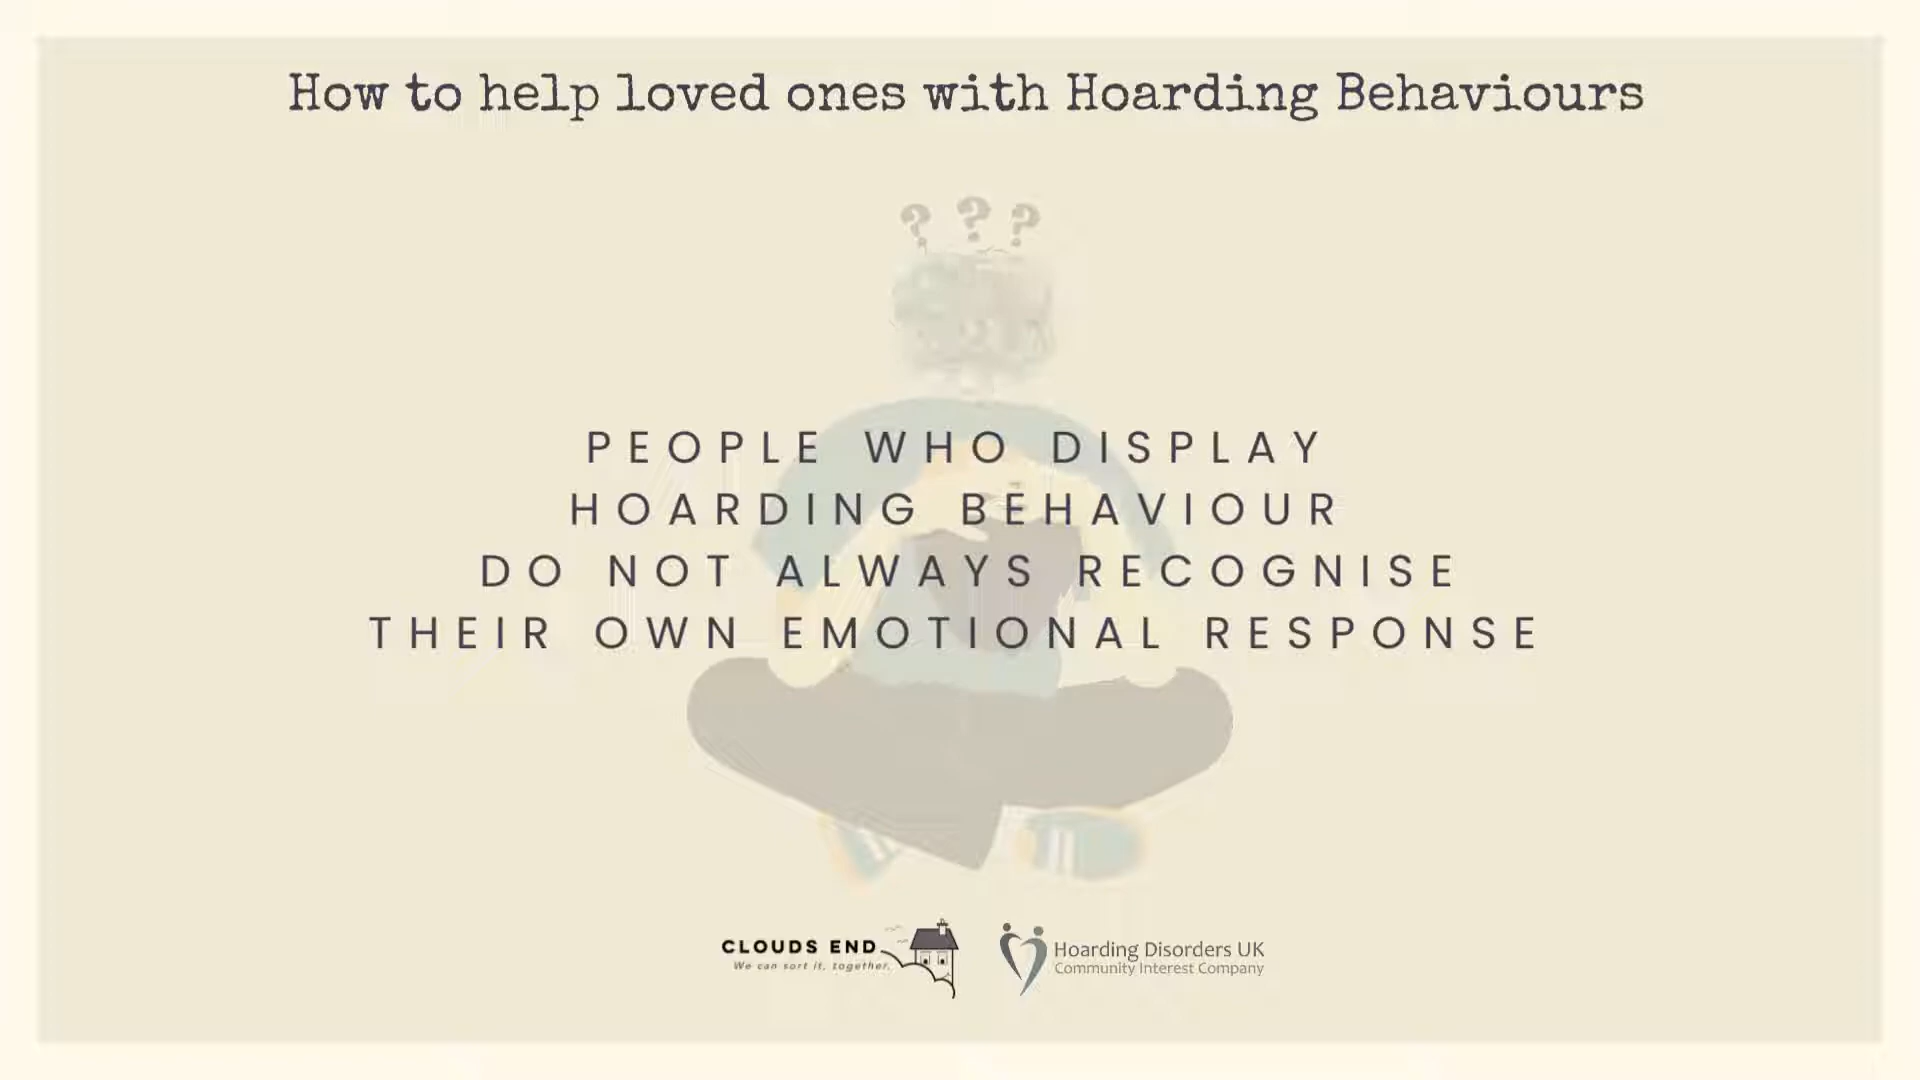 How to help loved ones with Hoarding Behaviours
? ? ?
PEOPLE WHO DISPLAY
HOARDING BEHAVIOUR
DO NOT ALWAYS RECOGNISE
THEIR OWN EMOTIONAL RESPONSE
CLOUDS END
We can sort it, together.
Hoarding Disorders UK
Community Interest Company